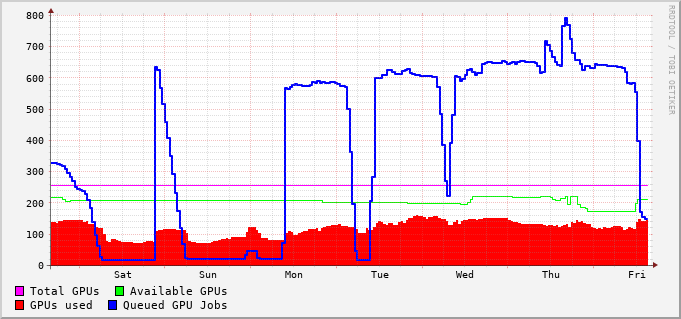 800
700
600
500
400
300
200
100
0
Sat Sun Mon Tue Wed Thu Fri
Total GPUs Available GPUs
GPUs used Queued GPU Jobs
RRDTOOL / TOBI OETIKER